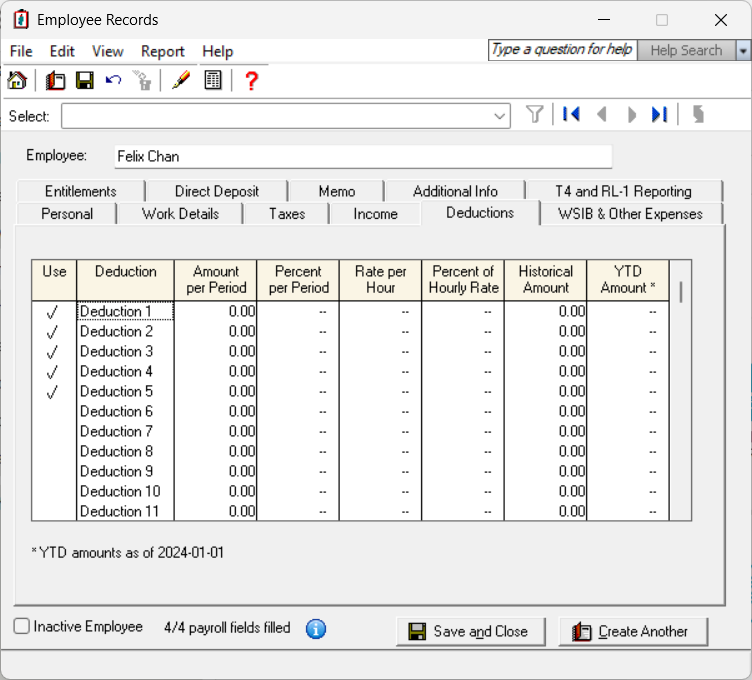 Employee Records
File Edit View Report Help Type a question for help Help Search
Select:
Employee: Felix Chan
Entitlements Direct Deposit Memo Additional Info T4 and RL-1 Reporting
Personal Work Details Taxes Income Deductions WSIB & Other Expenses
Use Deduction Amount per Period Percent per Period Rate per Hour Percent of Hourly Rate Historical Amount YTD Amount *
✓ Deduction 1 0.00 -- -- -- 0.00 --
✓ Deduction 2 0.00 -- -- -- 0.00 --
✓ Deduction 3 0.00 -- -- -- 0.00 --
✓ Deduction 4 0.00 -- -- -- 0.00 --
✓ Deduction 5 0.00 -- -- -- 0.00 --
Deduction 6 0.00 -- -- -- 0.00 --
Deduction 7 0.00 -- -- -- 0.00 --
Deduction 8 0.00 -- -- -- 0.00 --
Deduction 9 0.00 -- -- -- 0.00 --
Deduction 10 0.00 -- -- -- 0.00 --
Deduction 11 0.00 -- -- -- 0.00 --
* YTD amounts as of 2024-01-01
Inactive Employee 4/4 payroll fields filled Save and Close Create Another